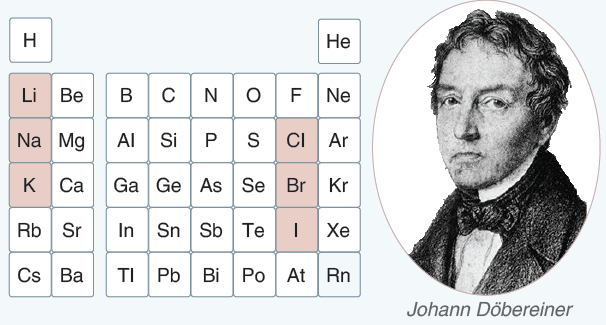 H He
Li Be B C N O F Ne
Na Mg Al Si P S Cl Ar
K Ca Ga Ge As Se Br Kr
Rb Sr In Sn Sb Te I Xe
Cs Ba Tl Pb Bi Po At Rn
Johann Döbereiner